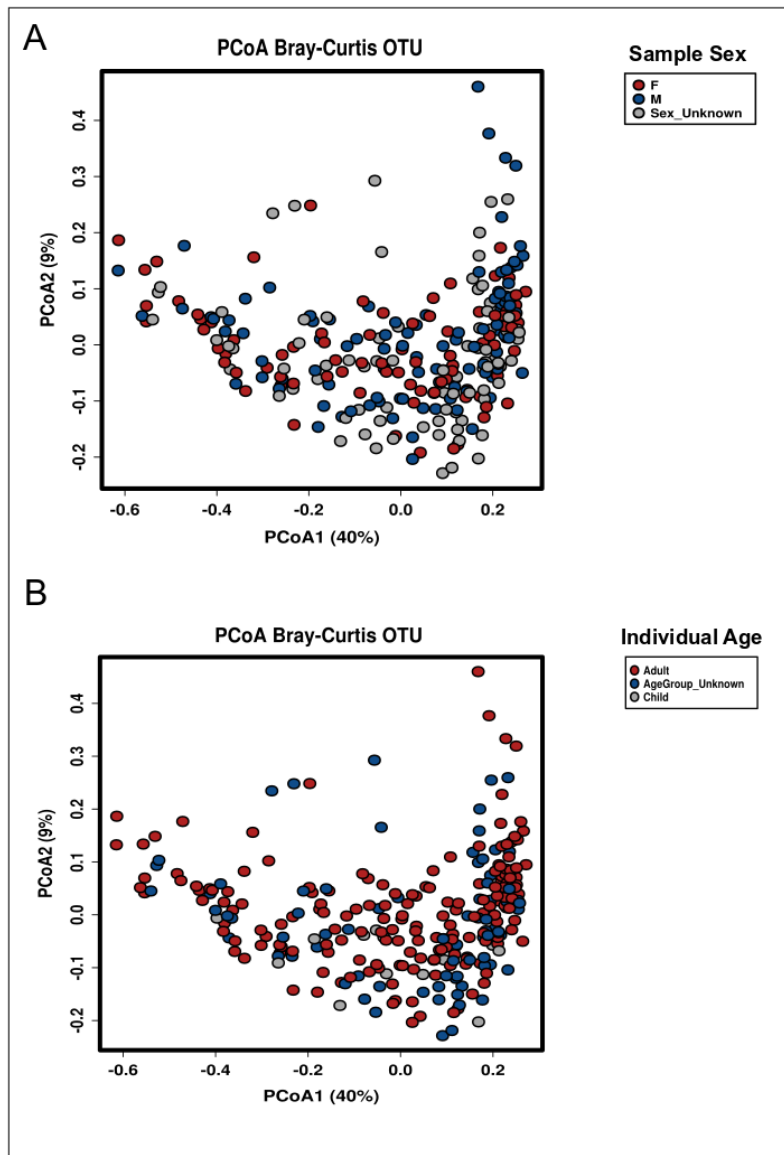 A
PCoA Bray-Curtis OTU
Sample Sex
F
M
Sex_Unknown
PCoA2 (9%)
0.4
0.3
0.2
0.1
0.0
-0.1
-0.2
-0.6
-0.4
-0.2
0.0
0.2
PCoA1 (40%)
B
PCoA Bray-Curtis OTU
Individual Age
Adult
AgeGroup_Unknown
Child
PCoA2 (9%)
0.4
0.3
0.2
0.1
0.0
-0.1
-0.2
-0.6
-0.4
-0.2
0.0
0.2
PCoA1 (40%)